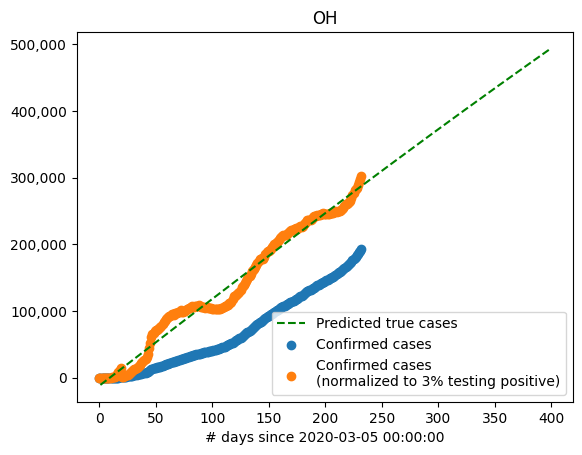 OH
500,000
400,000
300,000
200,000
100,000
0
0 50 100 150 200 250 300 350 400
# days since 2020-03-05 00:00:00
Predicted true cases
Confirmed cases
Confirmed cases
(normalized to 3% testing positive)